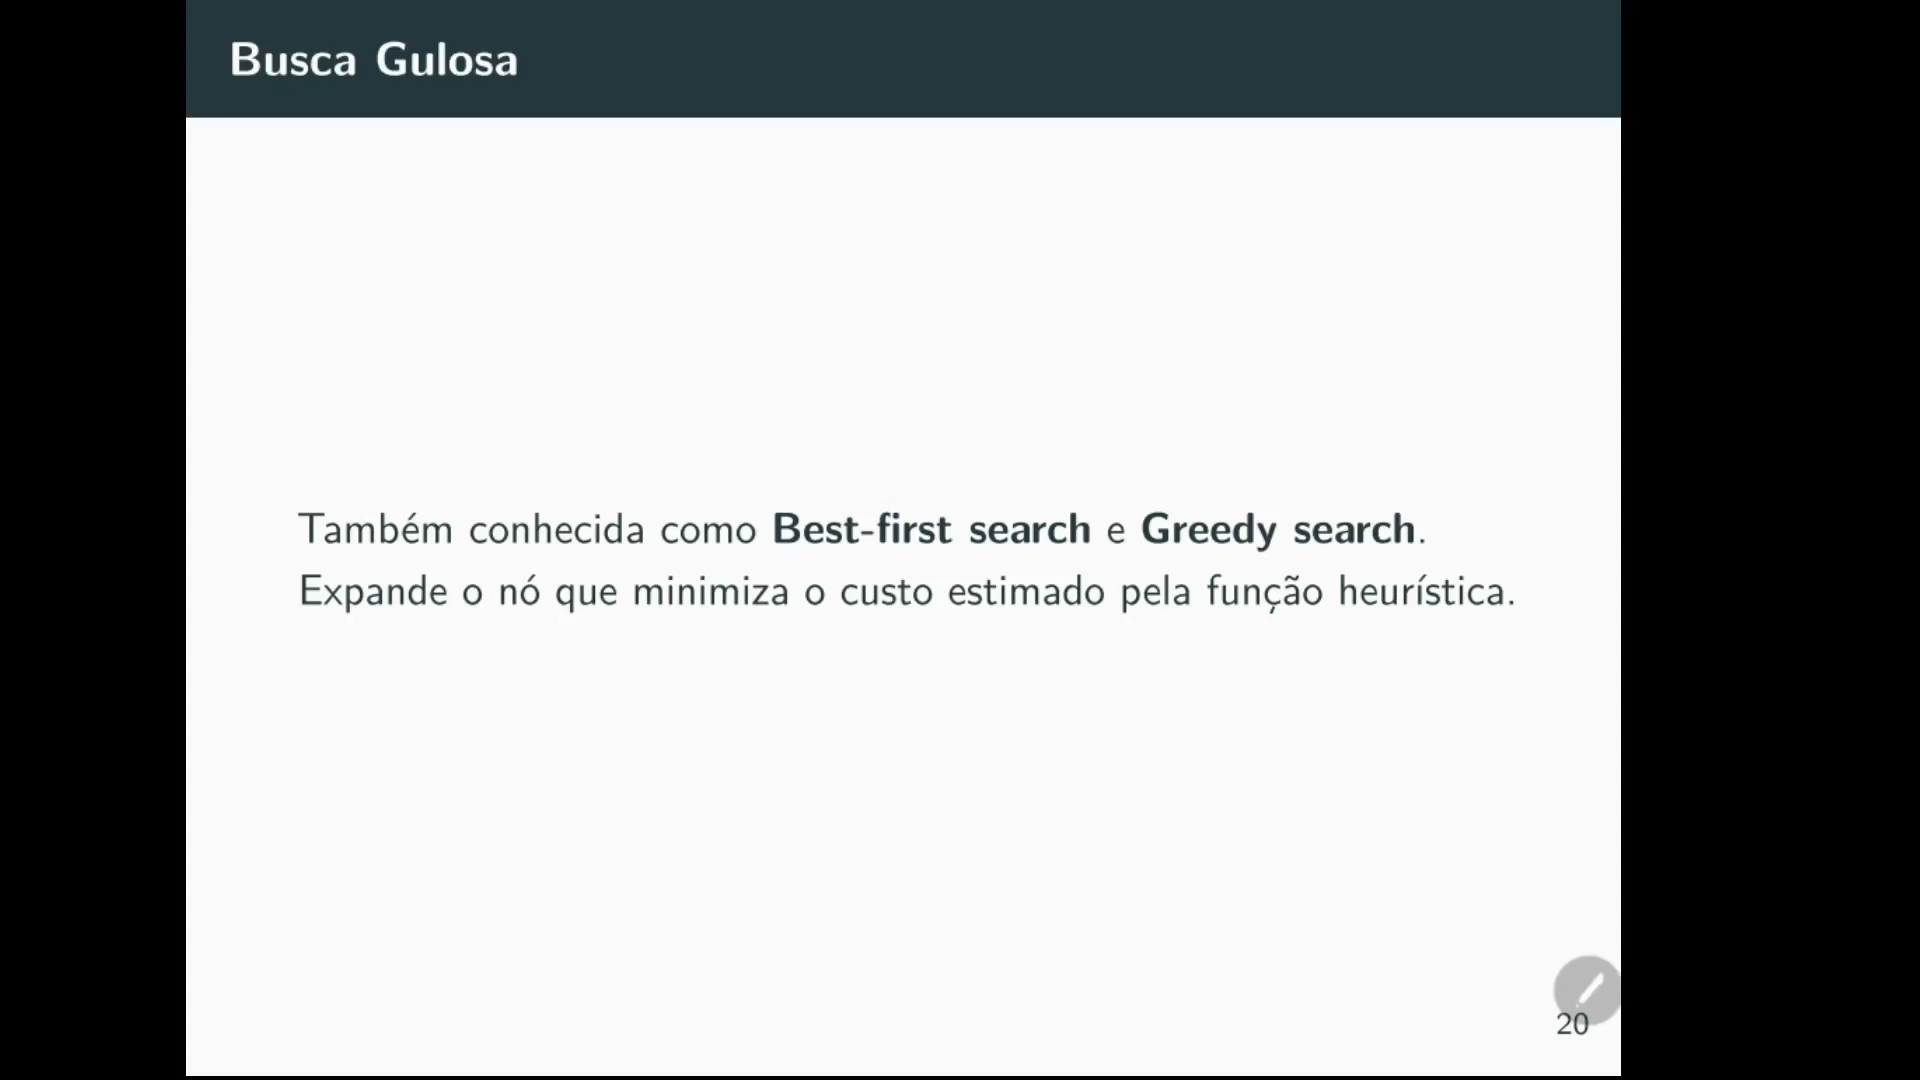 Busca Gulosa
Também conhecida como Best-first search e Greedy search.
Expande o nó que minimiza o custo estimado pela função heurística.
20